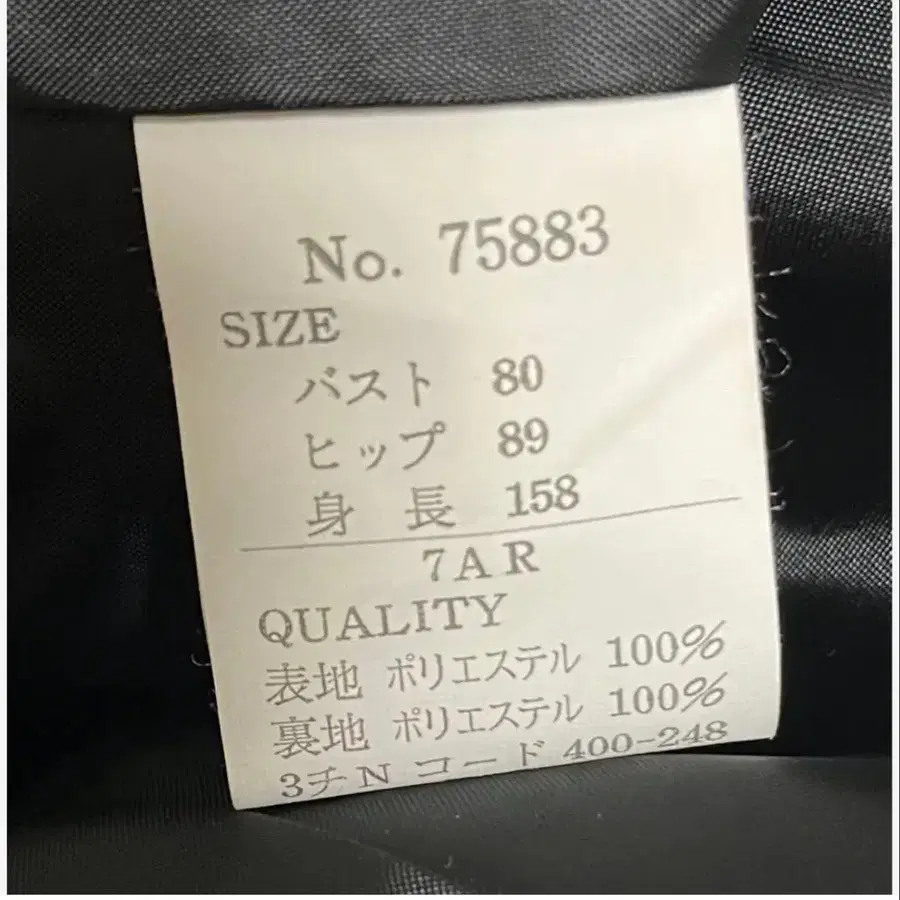 No. 75883
SIZE
バスト 80
ヒップ 89
身 長 158
7AR
QUALITY
表地 ポリエステル 100%
裏地 ポリエステル 100%
3チN コード 400-248